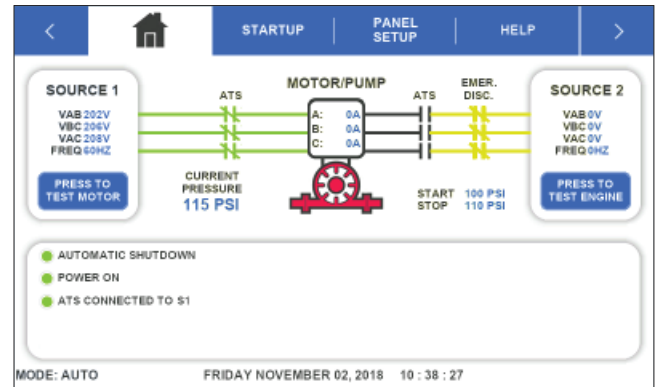 <
STARTUP
PANEL
SETUP
HELP
>
SOURCE 1
VAB 202V
VBC 206V
VAC 208V
FREQ 60HZ
PRESS TO
TEST MOTOR
ATS
MOTOR/PUMP
A: 0A
B: 0A
C: 0A
ATS
EMER.
DISC.
SOURCE 2
VAB 0V
VBC 0V
VAC 0V
FREQ 0HZ
PRESS TO
TEST ENGINE
CURRENT
PRESSURE
115 PSI
START 100 PSI
STOP 110 PSI
AUTOMATIC SHUTDOWN
POWER ON
ATS CONNECTED TO S1
MODE: AUTO FRIDAY NOVEMBER 02, 2018 10 : 38 : 27